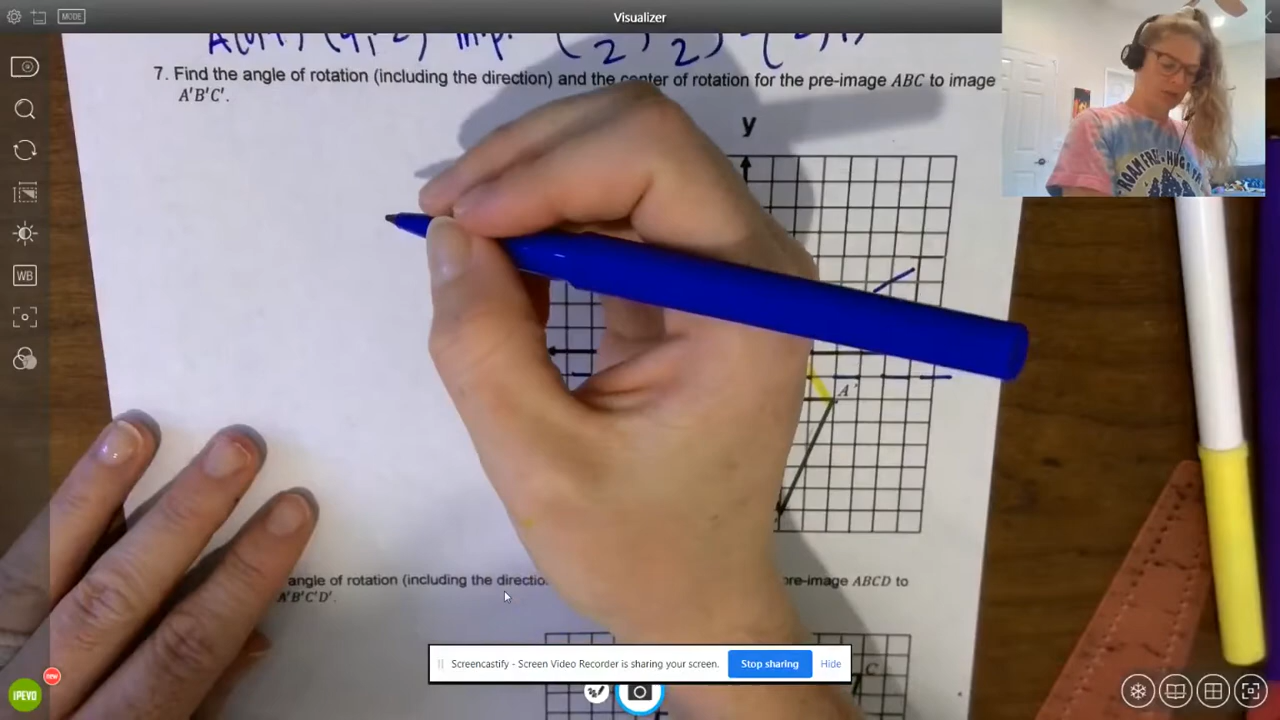 Visualizer
MODE
7. Find the angle of rotation (including the direction) and the center of rotation for the pre-image ABC to image
A'B'C'.
y
A'
WB
angle of rotation (including the directio
pre-image ABCD to
A'B'C'D'.
C
Screencastify - Screen Video Recorder is sharing your screen.
Stop sharing
Hide
new
IPEVO